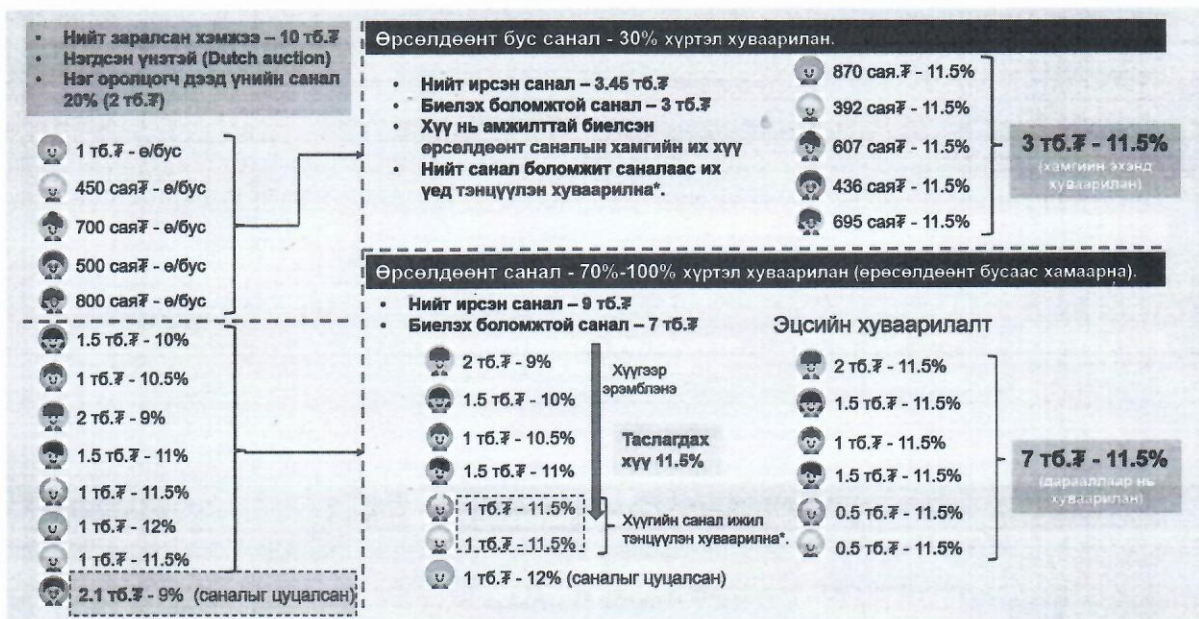 • Нийт заралсан хэмжээ – 10 тб.₮
• Нэгдсэн үнэтэй (Dutch auction)
• Нэг оролцогч дээд үнийн санал
20% (2 тб.₮)
1 тб.₮ - ө/бус
450 сая₮ - ө/бус
700 сая₮ - ө/бус
500 сая₮ - ө/бус
800 сая₮ - ө/бус
1.5 тб.₮ - 10%
1 тб.₮ - 10.5%
2 тб.₮ - 9%
1.5 тб.₮ - 11%
1 тб.₮ - 11.5%
1 тб.₮ - 12%
1 тб.₮ - 11.5%
2.1 тб.₮ - 9% (саналыг цуцалсан)
Өрсөлдөөнт бус санал - 30% хүртэл хуваарилан.
• Нийт ирсэн санал – 3.45 тб.₮
• Биелэх боломжтой санал – 3 тб.₮
• Хүү нь амжилттай биелсэн
өрсөлдөөнт саналын хамгийн их хүү
• Нийт санал боломжит саналаас их
үед тэнцүүлэн хуваарилна*.
870 сая.₮ - 11.5%
392 сая₮ - 11.5%
607 сая₮ - 11.5%
436 сая₮ - 11.5%
695 сая₮ - 11.5%
3 тб.₮ - 11.5%
(хамгийн эхэнд
хуваарилан)
Өрсөлдөөнт санал - 70%-100% хүртэл хуваарилан (өрөсөлдөөнт бусаас хамаарна).
• Нийт ирсэн санал – 9 тб.₮
• Биелэх боломжтой санал – 7 тб.₮
2 тб.₮ - 9%
1.5 тб.₮ - 10%
1 тб.₮ - 10.5%
1.5 тб.₮ - 11%
1 тб.₮ - 11.5%
1 тб.₮ - 11.5%
1 тб.₮ - 12% (саналыг цуцалсан)
Хүүгээр
эрэмблэнэ
Таслагдах
хүү 11.5%
Хүүгийн санал ижил
тэнцүүлэн хуваарилна*.
Эцсийн хуваарилалт
2 тб.₮ - 11.5%
1.5 тб.₮ - 11.5%
1 тб.₮ - 11.5%
1.5 тб.₮ - 11.5%
0.5 тб.₮ - 11.5%
0.5 тб.₮ - 11.5%
7 тб.₮ - 11.5%
(дарааллаар нь
хуваарилан)